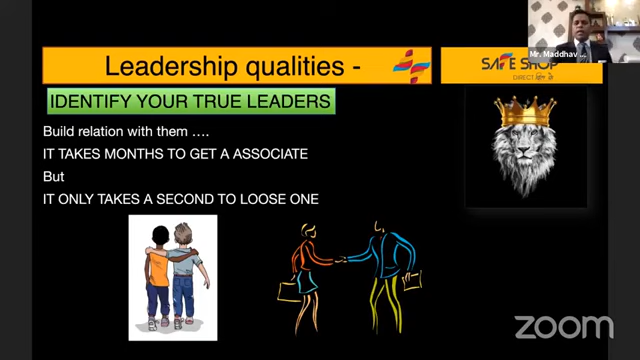 Leadership qualities -
SAFE SHOP
DIRECT
Mr. Maddhav ...
IDENTIFY YOUR TRUE LEADERS
Build relation with them ....
IT TAKES MONTHS TO GET A ASSOCIATE
But
IT ONLY TAKES A SECOND TO LOOSE ONE
zoom